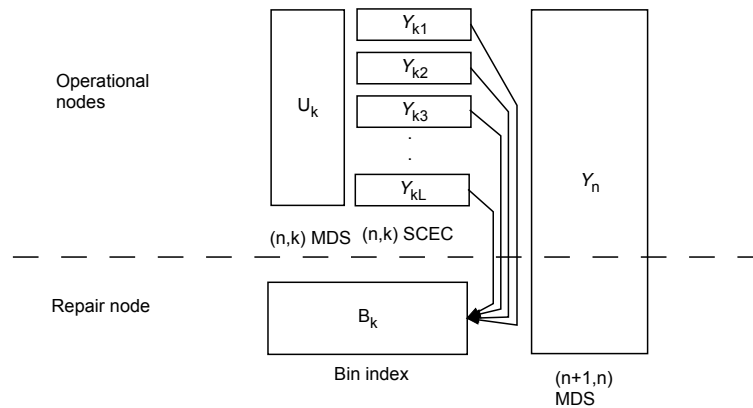 Operational
nodes
U_k
Y_k1
Y_k2
Y_k3
.
.
Y_kL
Y_n
(n,k) MDS
(n,k) SCEC
Repair node
B_k
Bin index
(n+1,n)
MDS